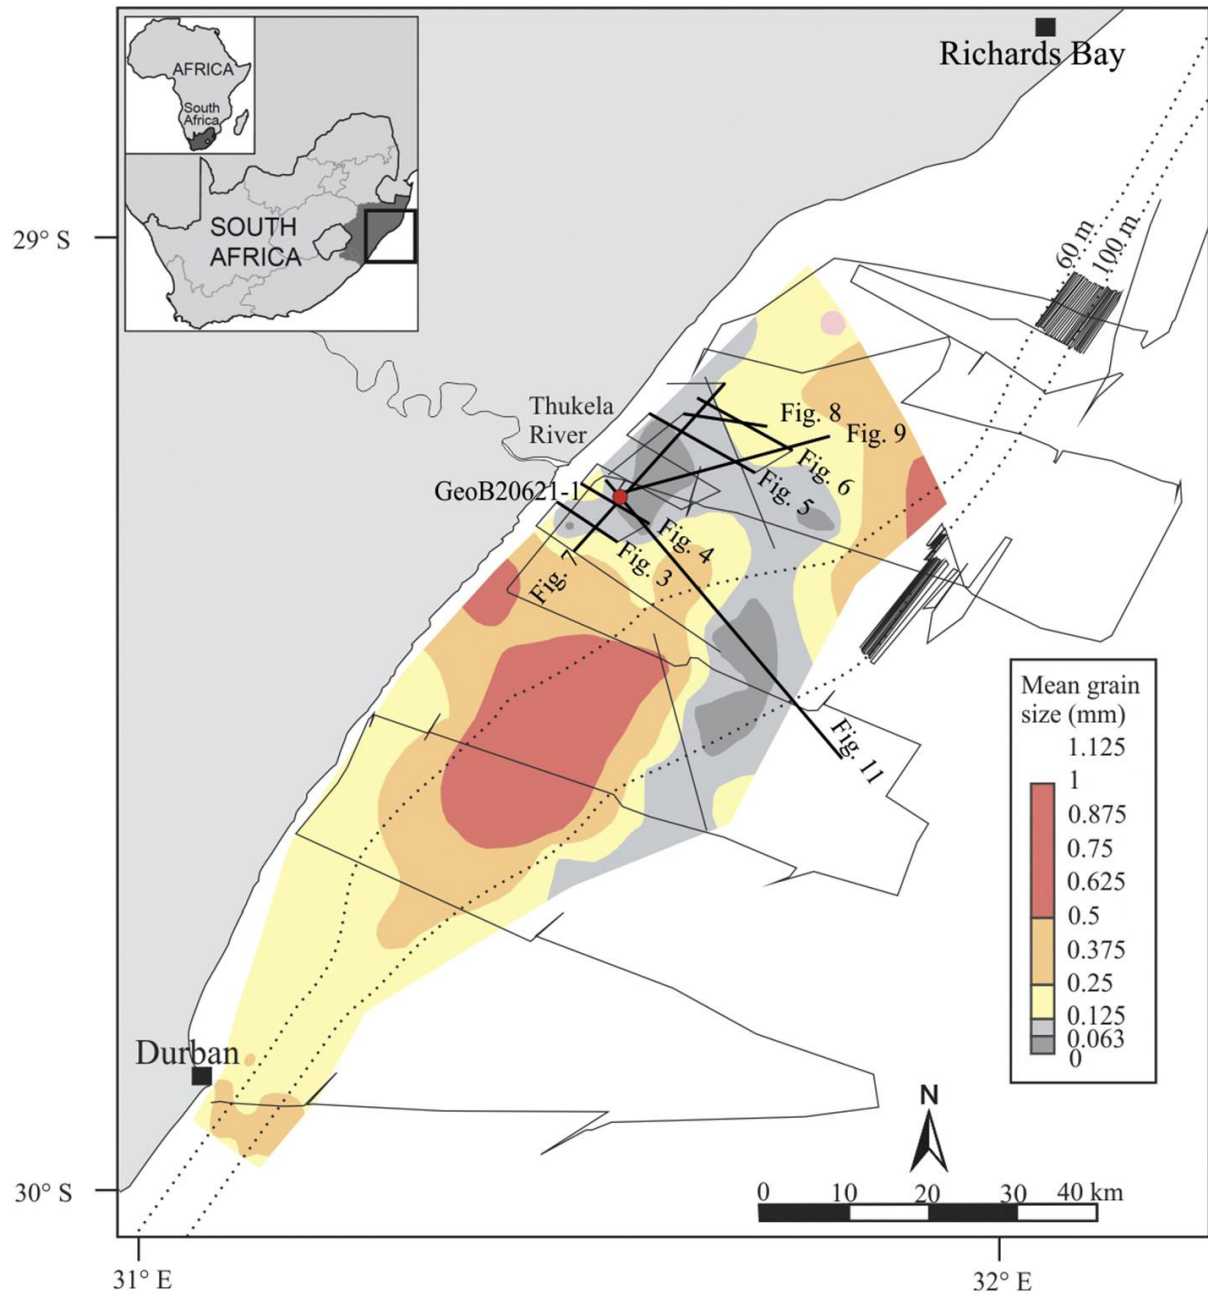 Richards Bay
AFRICA
South
Africa
SOUTH
AFRICA
29° S
60 m
100 m
Thukela
River
Fig. 8
Fig. 9
Fig. 6
Fig. 5
GeoB20621-1
Fig. 4
Fig. 3
Fig. 7
Fig. 11
Mean grain
size (mm)
1.125
1
0.875
0.75
0.625
0.5
0.375
0.25
0.125
0.063
0
Durban
N
0 10 20 30 40 km
30° S
31° E
32° E